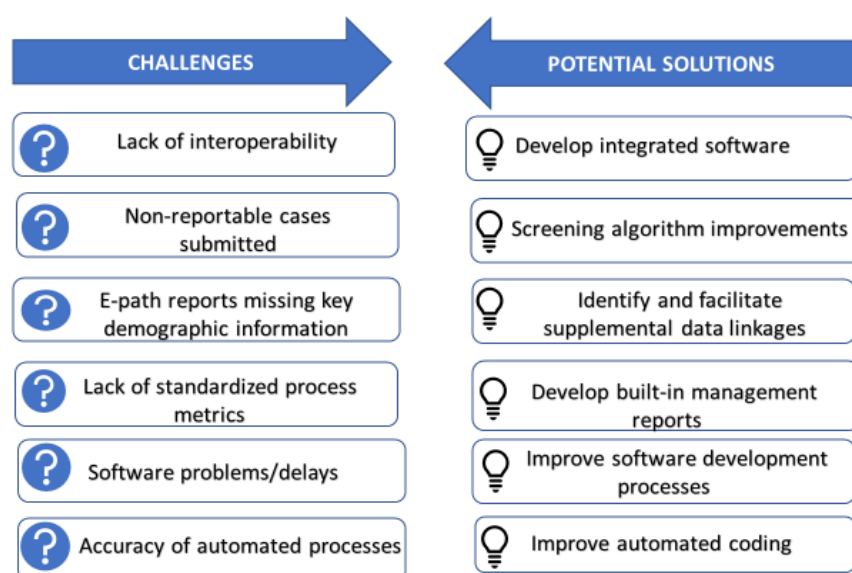 CHALLENGES
POTENTIAL SOLUTIONS
? Lack of interoperability
Develop integrated software
? Non-reportable cases
submitted
Screening algorithm improvements
? E-path reports missing key
demographic information
Identify and facilitate
supplemental data linkages
? Lack of standardized process
metrics
Develop built-in management
reports
? Software problems/delays
Improve software development
processes
? Accuracy of automated processes
Improve automated coding